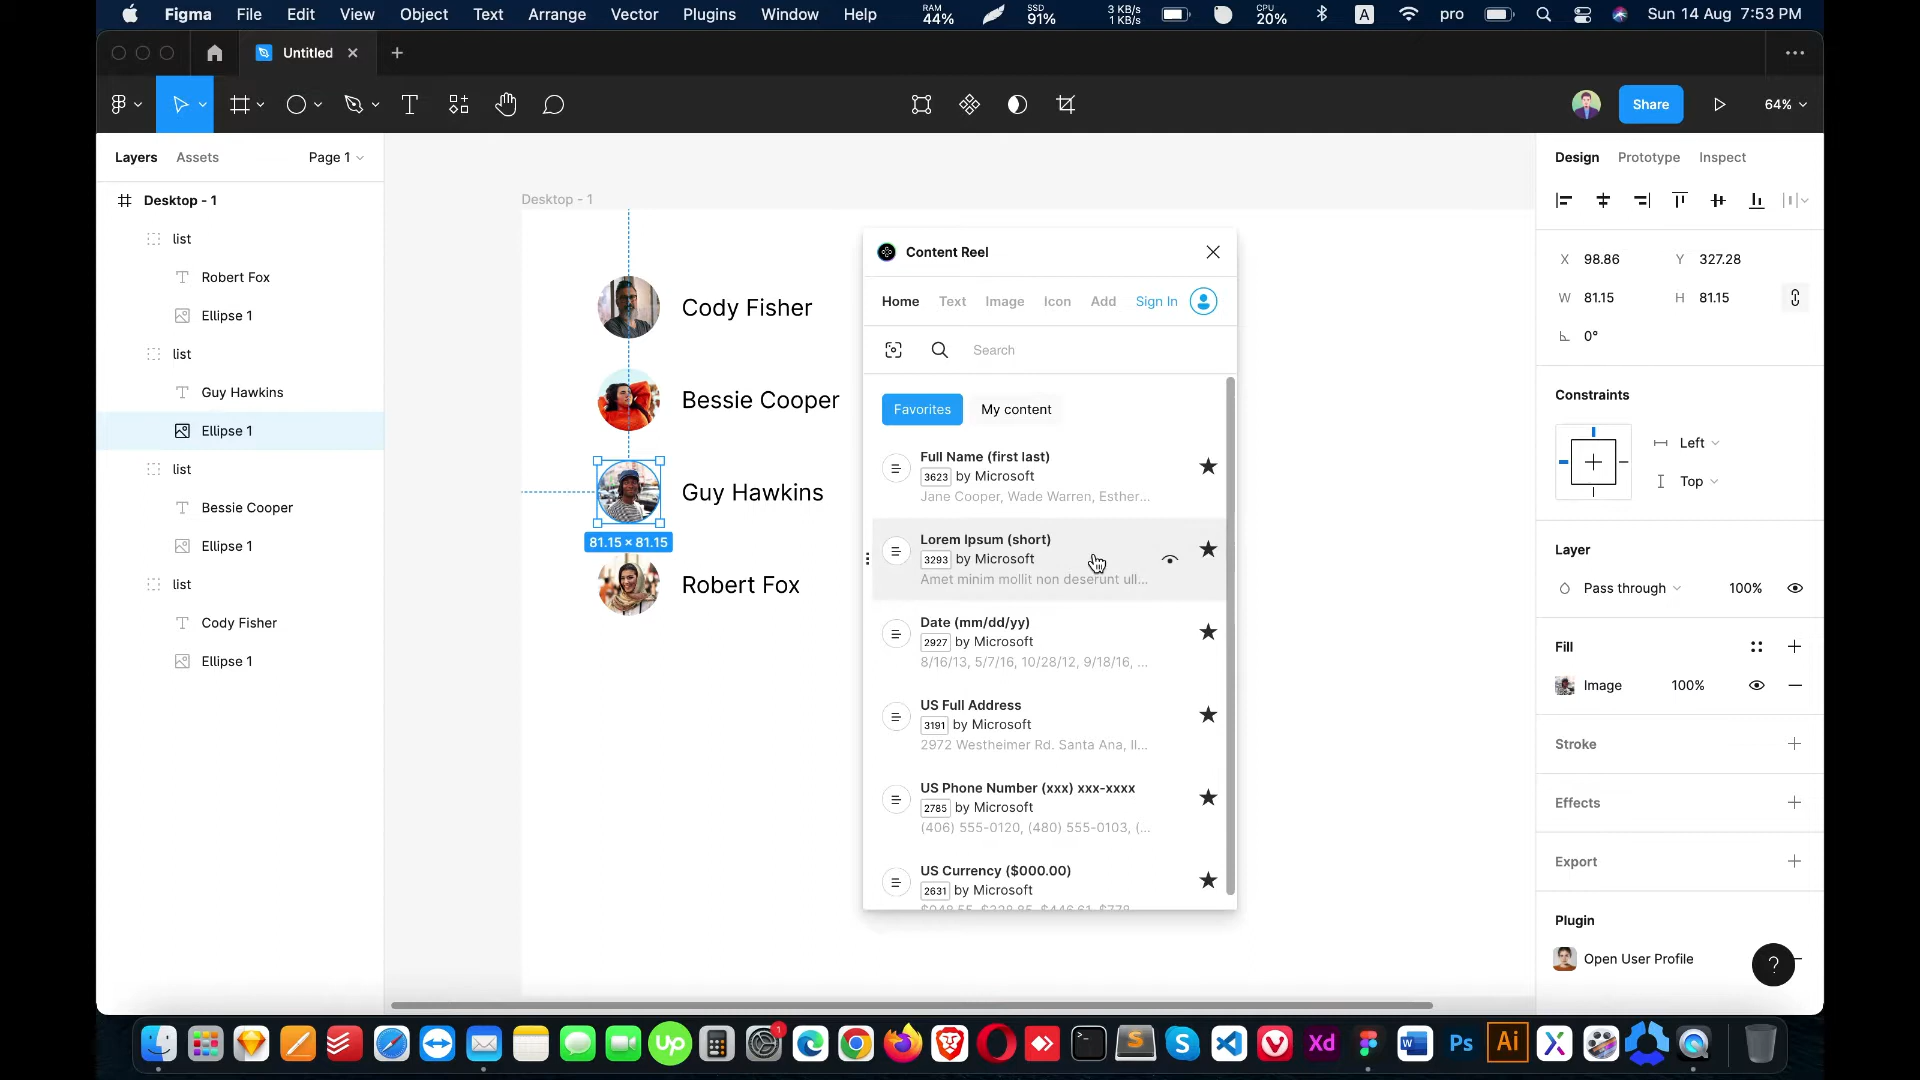 Figma File Edit View Object Text Arrange Vector Plugins Window Help RAM 44% SSD 91% 3 KB/s 1 KB/s CPU 20% A pro Sun 14 Aug 7:53 PM
Untitled
Share 64%
Layers Assets Page 1
Desktop - 1
list
Robert Fox
Ellipse 1
list
Guy Hawkins
Ellipse 1
list
Bessie Cooper
Ellipse 1
list
Cody Fisher
Ellipse 1
Desktop - 1
Cody Fisher
Bessie Cooper
Guy Hawkins
81.15 × 81.15
Robert Fox
Content Reel
Home Text Image Icon Add Sign In
Search
Favorites My content
Full Name (first last)
3623 by Microsoft
Jane Cooper, Wade Warren, Esther...
Lorem Ipsum (short)
3293 by Microsoft
Amet minim mollit non deserunt ull...
Date (mm/dd/yy)
2927 by Microsoft
8/16/13, 5/7/16, 10/28/12, 9/18/16, ...
US Full Address
3191 by Microsoft
2972 Westheimer Rd. Santa Ana, Il...
US Phone Number (xxx) xxx-xxxx
2785 by Microsoft
(406) 555-0120, (480) 555-0103, (...
US Currency ($000.00)
2631 by Microsoft
Design Prototype Inspect
X 98.86 Y 327.28
W 81.15 H 81.15
0°
Constraints
Left
Top
Layer
Pass through 100%
Fill
Image 100%
Stroke
Effects
Export
Plugin
Open User Profile
?
up 1 Xd W Ps Ai X